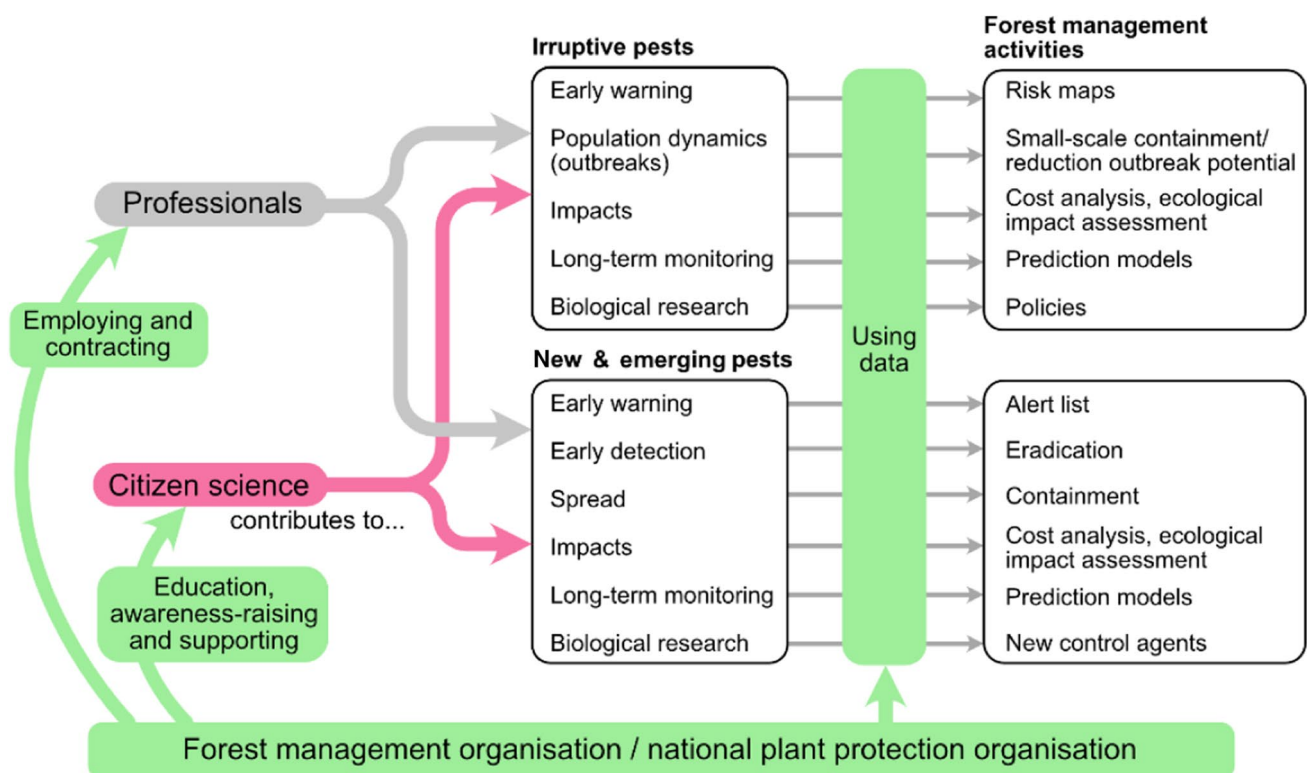 Irruptive pests
Early warning
Population dynamics
(outbreaks)
Impacts
Long-term monitoring
Biological research
Forest management
activities
Risk maps
Small-scale containment/
reduction outbreak potential
Cost analysis, ecological
impact assessment
Prediction models
Policies
Professionals
Employing and
contracting
Using
data
New & emerging pests
Early warning
Early detection
Spread
Impacts
Long-term monitoring
Biological research
Alert list
Eradication
Containment
Cost analysis, ecological
impact assessment
Prediction models
New control agents
Citizen science
contributes to...
Education,
awareness-raising
and supporting
Forest management organisation / national plant protection organisation